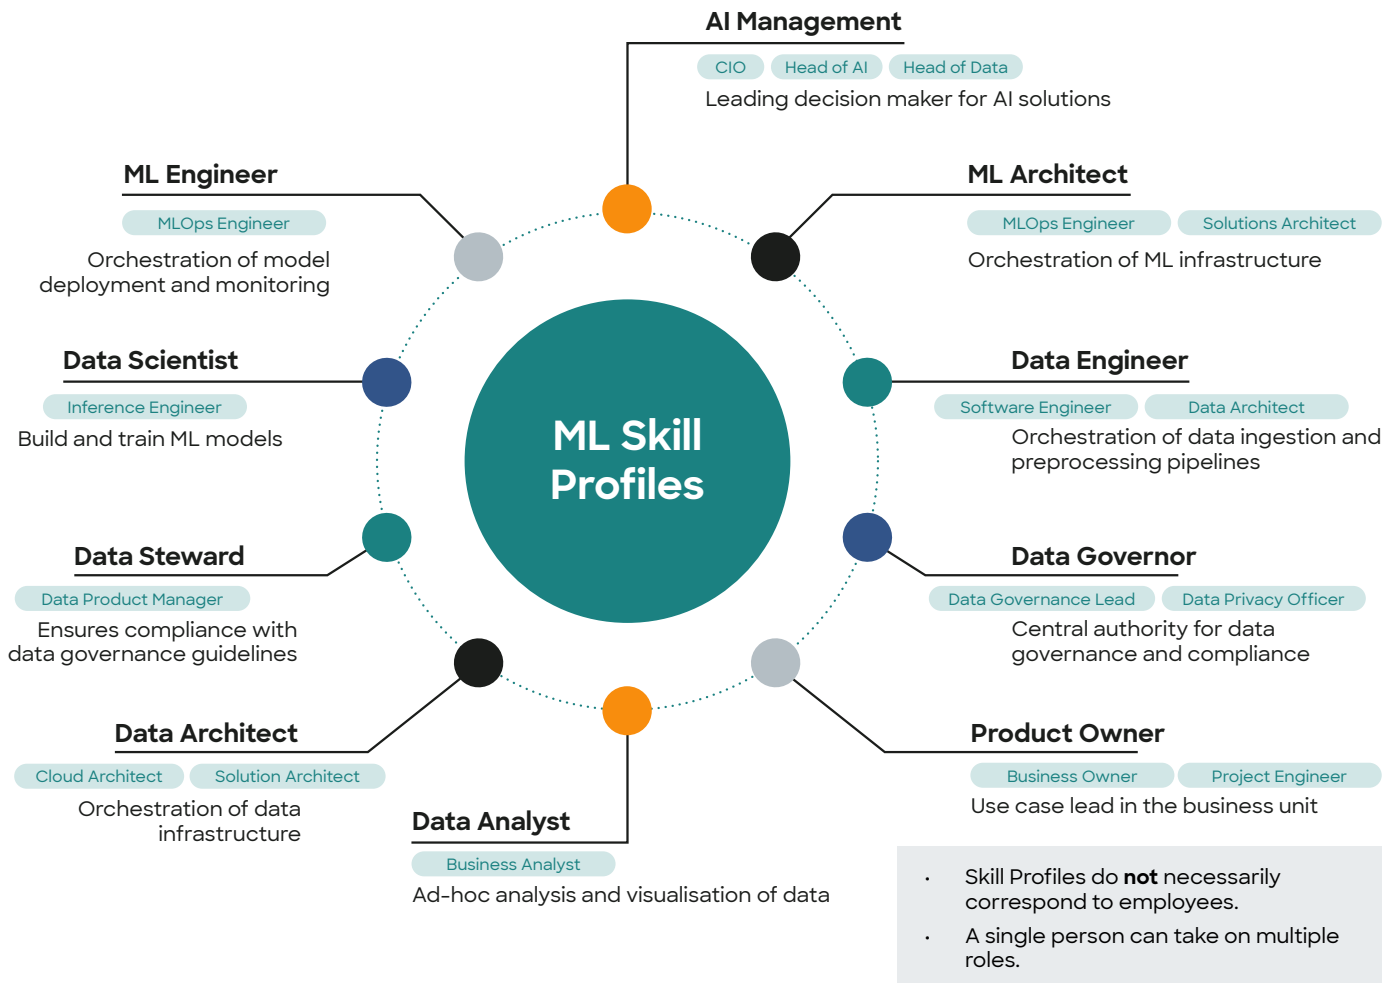 AI Management
CIO
Head of AI
Head of Data
Leading decision maker for AI solutions
ML Engineer
MLOps Engineer
Orchestration of model
deployment and monitoring
ML Architect
MLOps Engineer
Solutions Architect
Orchestration of ML infrastructure
Data Scientist
Inference Engineer
Build and train ML models
Data Engineer
Software Engineer
Data Architect
Orchestration of data ingestion and
preprocessing pipelines
ML Skill
Profiles
Data Steward
Data Product Manager
Ensures compliance with
data governance guidelines
Data Governor
Data Governance Lead
Data Privacy Officer
Central authority for data
governance and compliance
Data Architect
Cloud Architect
Solution Architect
Orchestration of data
infrastructure
Product Owner
Business Owner
Project Engineer
Use case lead in the business unit
Data Analyst
Business Analyst
Ad-hoc analysis and visualisation of data
• Skill Profiles do not necessarily
correspond to employees.
• A single person can take on multiple
roles.